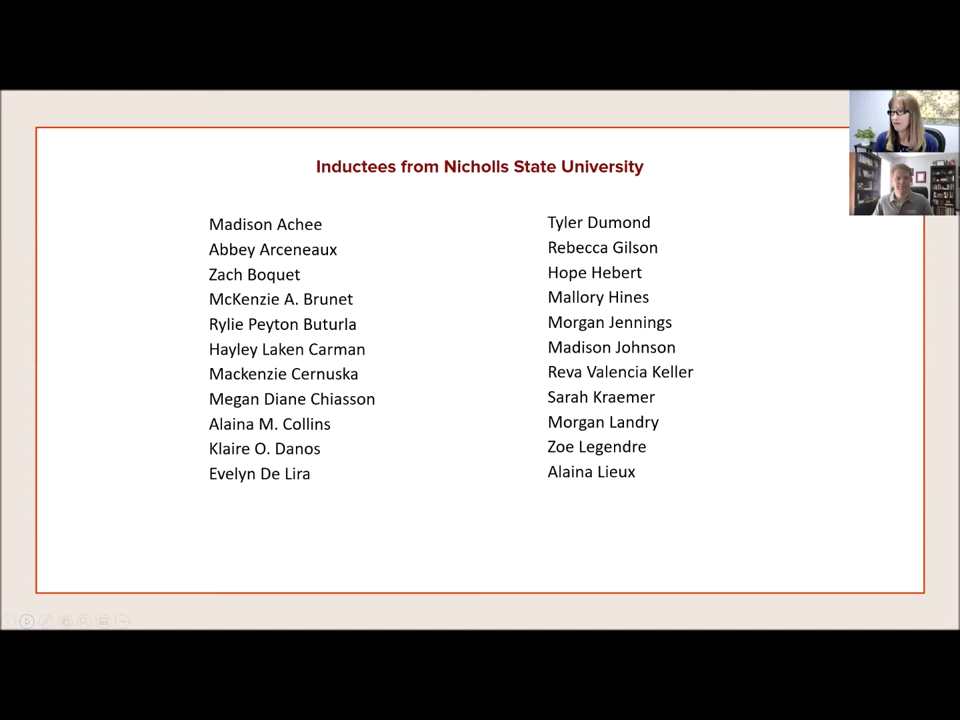 Inductees from Nicholls State University
Madison Achee
Abbey Arceneaux
Zach Boquet
McKenzie A. Brunet
Rylie Peyton Buturla
Hayley Laken Carman
Mackenzie Cernuska
Megan Diane Chiasson
Alaina M. Collins
Klaire O. Danos
Evelyn De Lira
Tyler Dumond
Rebecca Gilson
Hope Hebert
Mallory Hines
Morgan Jennings
Madison Johnson
Reva Valencia Keller
Sarah Kraemer
Morgan Landry
Zoe Legendre
Alaina Lieux